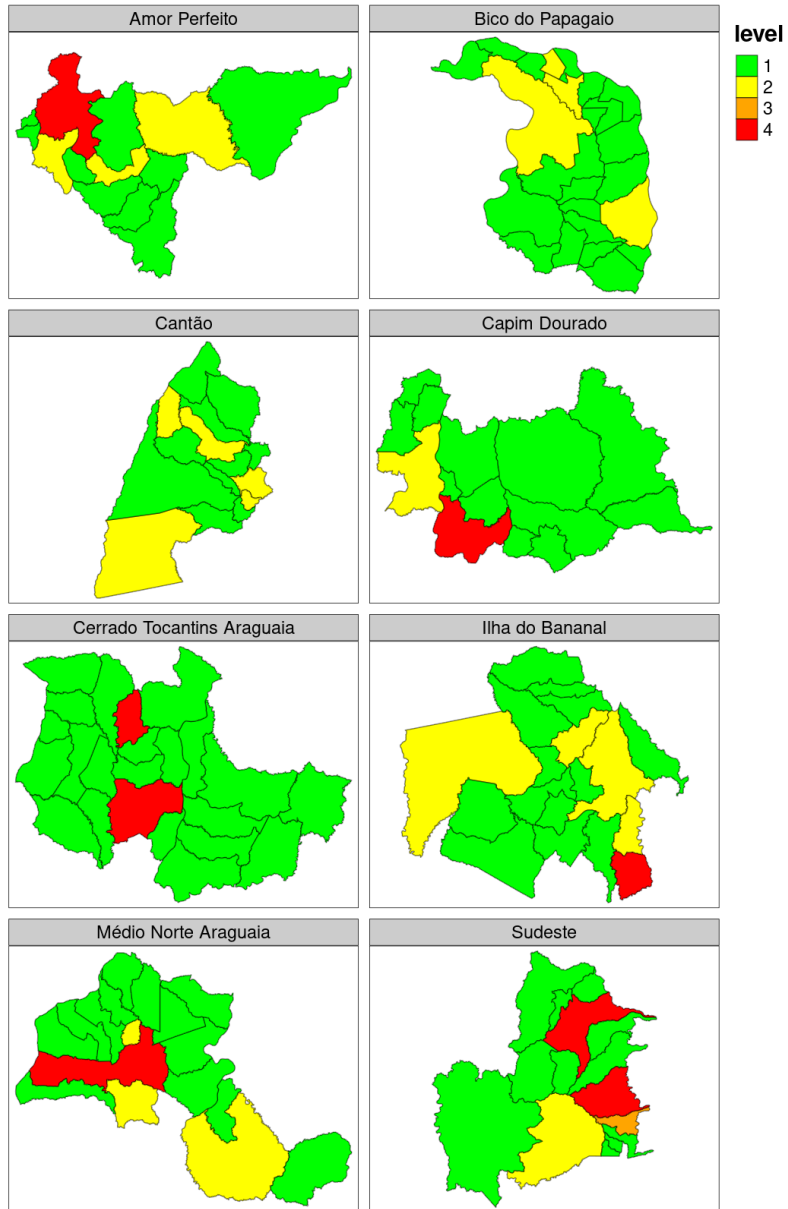 Amor Perfeito
Bico do Papagaio
level
1
2
3
4
Cantão
Capim Dourado
Cerrado Tocantins Araguaia
Ilha do Bananal
Médio Norte Araguaia
Sudeste